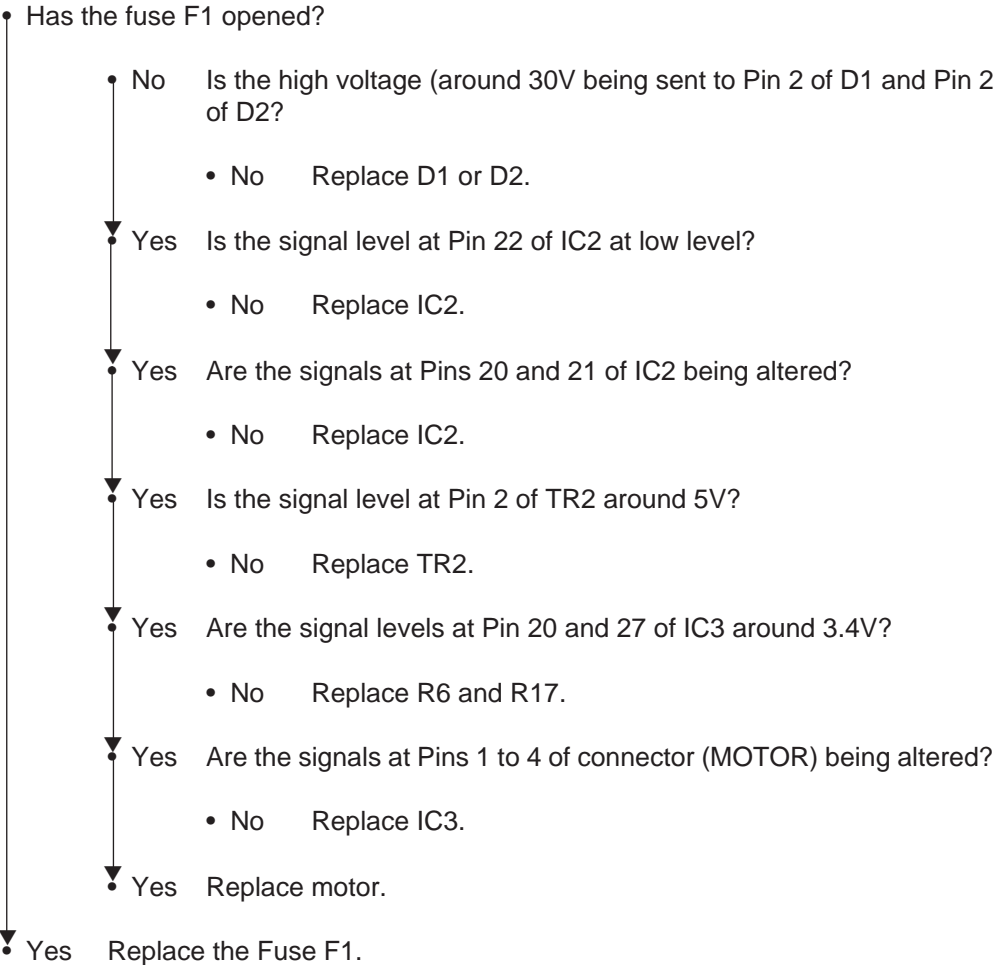 • Has the fuse F1 opened?
• No Is the high voltage (around 30V being sent to Pin 2 of D1 and Pin 2
of D2?
• No Replace D1 or D2.
• Yes Is the signal level at Pin 22 of IC2 at low level?
• No Replace IC2.
• Yes Are the signals at Pins 20 and 21 of IC2 being altered?
• No Replace IC2.
• Yes Is the signal level at Pin 2 of TR2 around 5V?
• No Replace TR2.
• Yes Are the signal levels at Pin 20 and 27 of IC3 around 3.4V?
• No Replace R6 and R17.
• Yes Are the signals at Pins 1 to 4 of connector (MOTOR) being altered?
• No Replace IC3.
• Yes Replace motor.
• Yes Replace the Fuse F1.